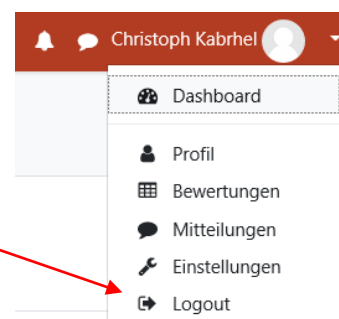 Christoph Kabrhel
Dashboard
Profil
Bewertungen
Mitteilungen
Einstellungen
Logout